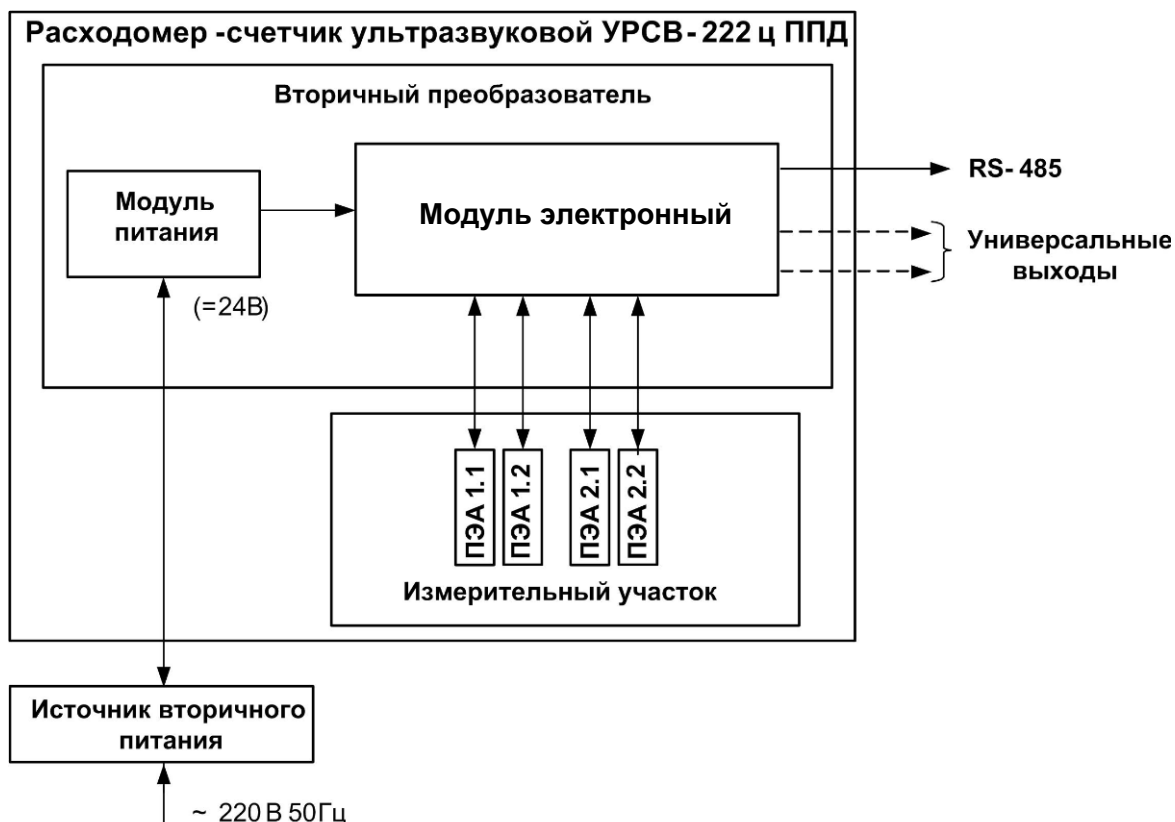 Расходомер -счетчик ультразвуковой УРСВ- 222 ц ППД
Вторичный преобразователь
Модуль
питания
Модуль электронный
RS- 485
Универсальные
выходы
(=24В)
ПЭА 1.1
ПЭА 1.2
ПЭА 2.1
ПЭА 2.2
Измерительный участок
Источник вторичного
питания
~ 220 В 50Гц